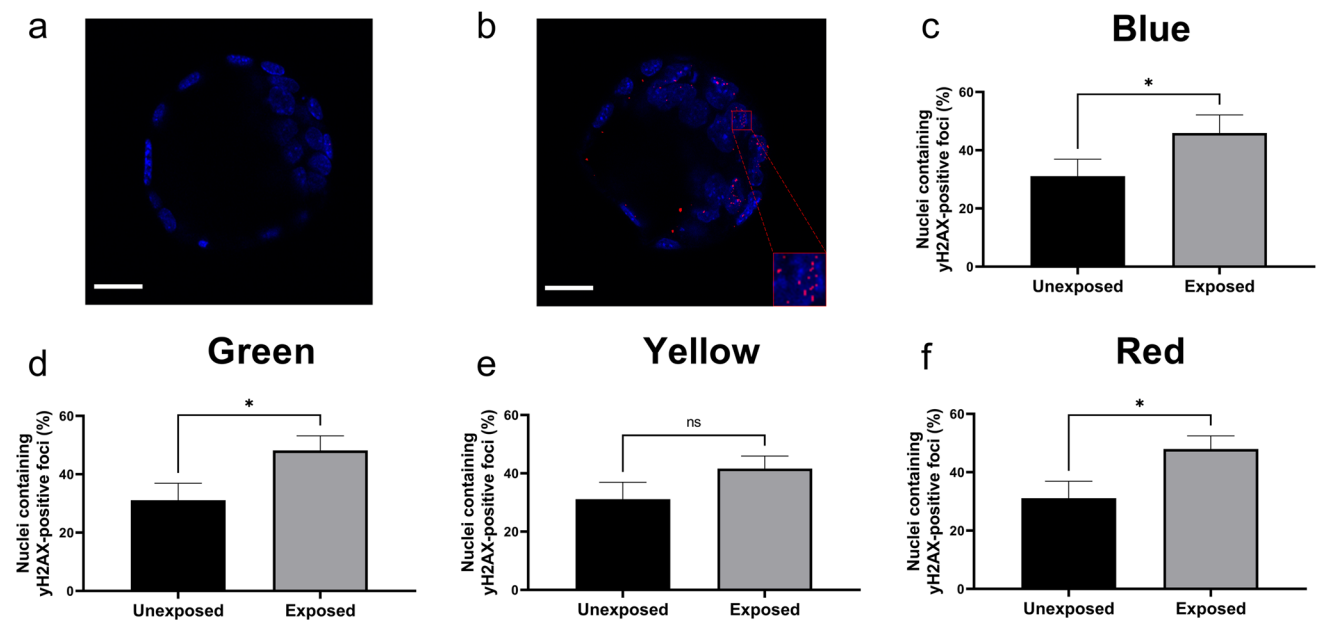 a
b
c
Blue
Nuclei containing
yH2AX-positive foci (%)
60
40
20
0
*
Unexposed
Exposed
d
Green
Nuclei containing
yH2AX-positive foci (%)
60
40
20
0
*
Unexposed
Exposed
e
Yellow
Nuclei containing
yH2AX-positive foci (%)
60
40
20
0
ns
Unexposed
Exposed
f
Red
Nuclei containing
yH2AX-positive foci (%)
60
40
20
0
*
Unexposed
Exposed